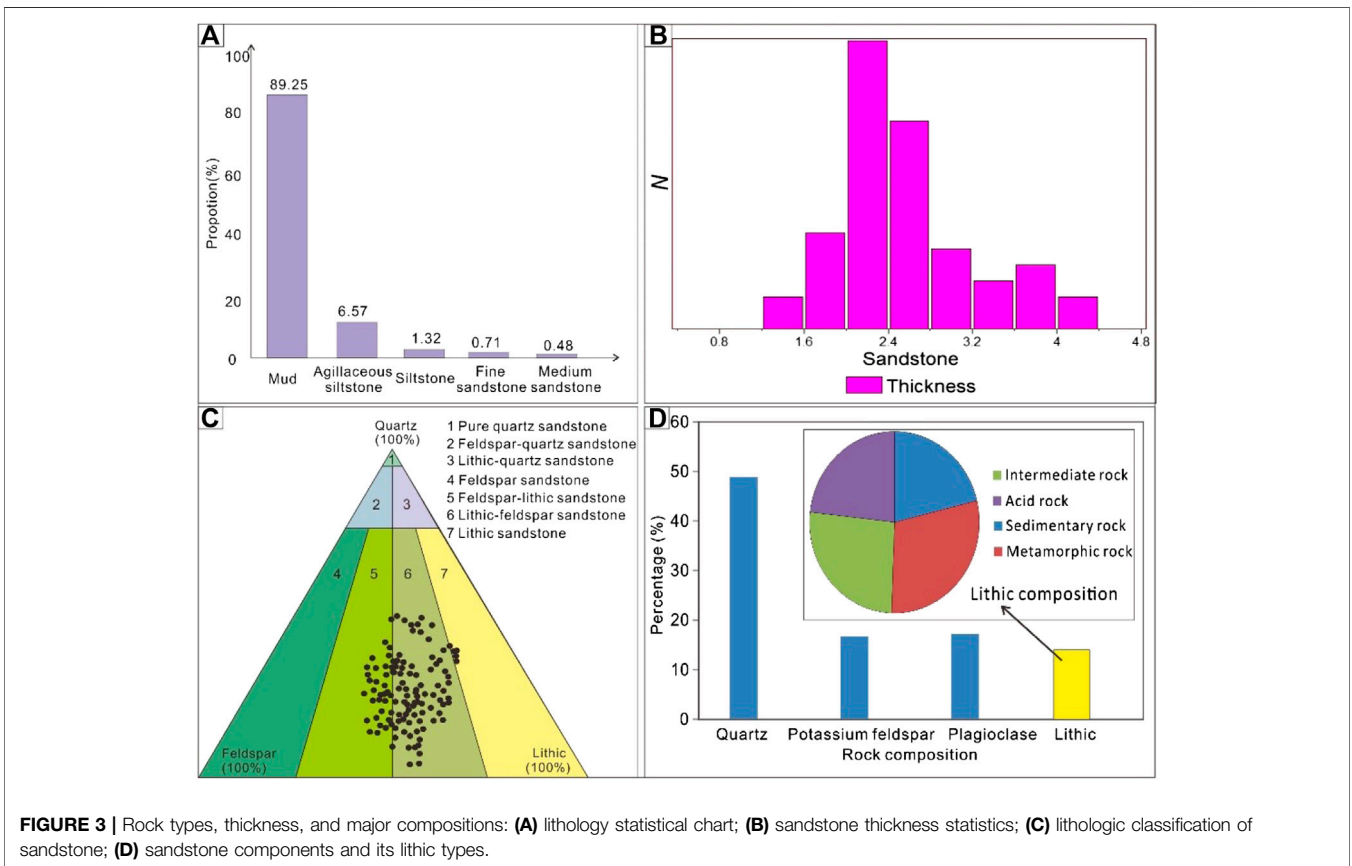 A
100
80
60
40
20
0
Propotion(%)
89.25
6.57
1.32
0.71
0.48
Mud
Agillaceous
siltstone
Siltstone
Fine
sandstone
Medium
sandstone
B
N
0.8
1.6
2.4
3.2
4
4.8
Sandstone
Thickness
C
Quartz
(100%)
1 Pure quartz sandstone
2 Feldspar-quartz sandstone
3 Lithic-quartz sandstone
4 Feldspar sandstone
5 Feldspar-lithic sandstone
6 Lithic-feldspar sandstone
7 Lithic sandstone
1
2
3
4
5
6
7
Feldspar
(100%)
Lithic
(100%)
D
60
50
40
30
20
10
0
Percentage (%)
Intermediate rock
Acid rock
Sedimentary rock
Metamorphic rock
Lithic composition
Quartz
Potassium feldspar
Plagioclase
Lithic
Rock composition
FIGURE 3 | Rock types, thickness, and major compositions: (A) lithology statistical chart; (B) sandstone thickness statistics; (C) lithologic classification of
sandstone; (D) sandstone components and its lithic types.